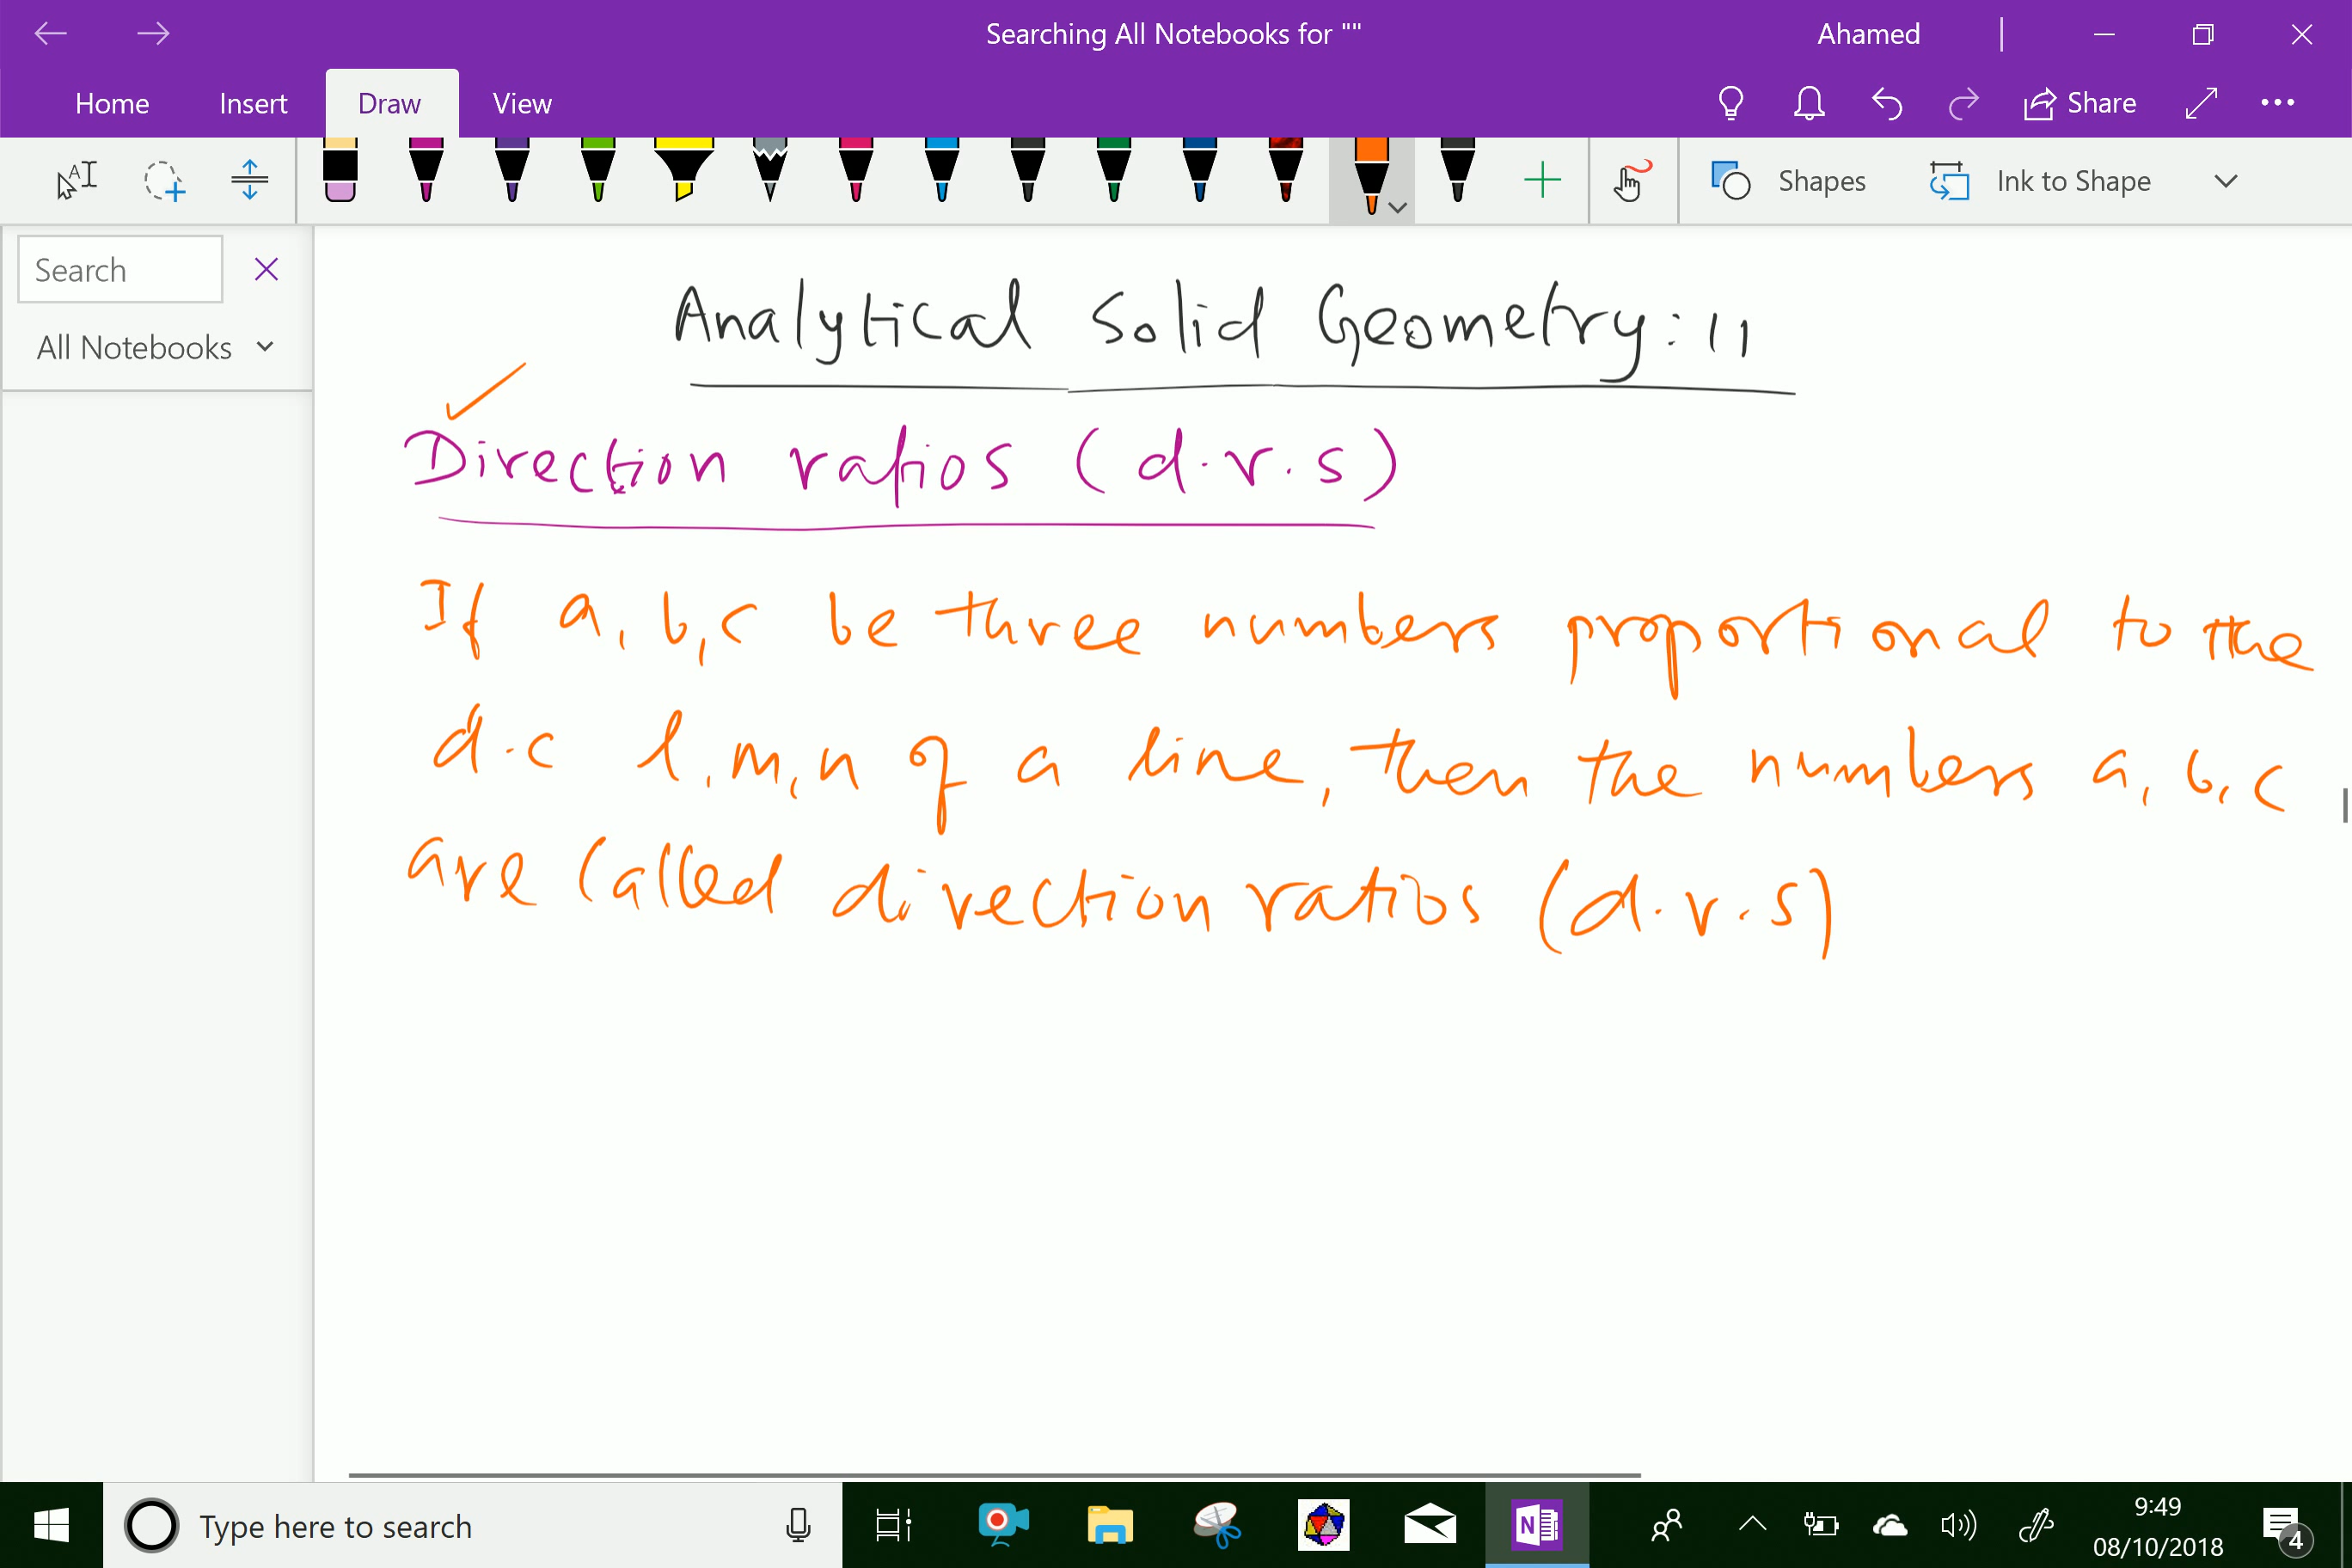 Searching All Notebooks for ""
Ahamed
Home Insert Draw View
Share
Shapes
Ink to Shape
Search
All Notebooks
Analytical Solid Geometry: 11
Direction ratios (d.r.s)
If a, b, c be three numbers proportional to the
d.c l, m, n of a line, then the numbers a, b, c
are called direction ratios (d.r.s)
Type here to search
N
9:49
08/10/2018
4